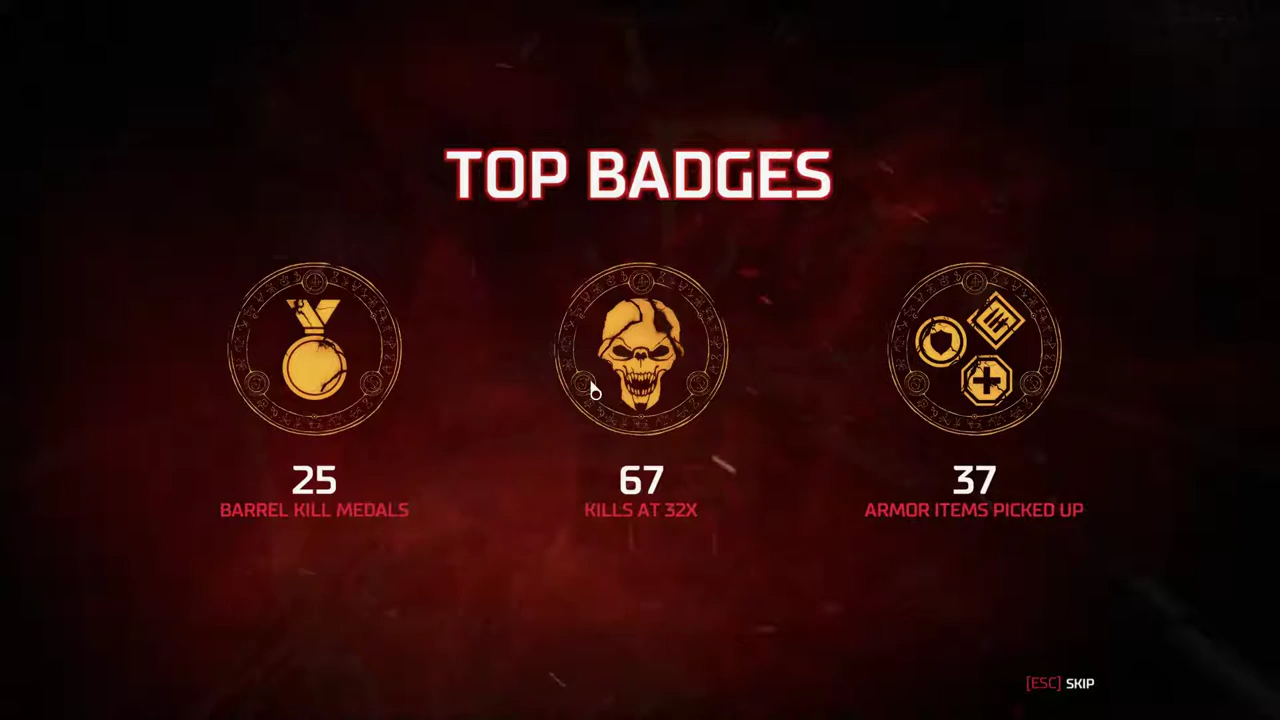 TOP BADGES
25
BARREL KILL MEDALS
67
KILLS AT 32X
37
ARMOR ITEMS PICKED UP
[ESC] SKIP